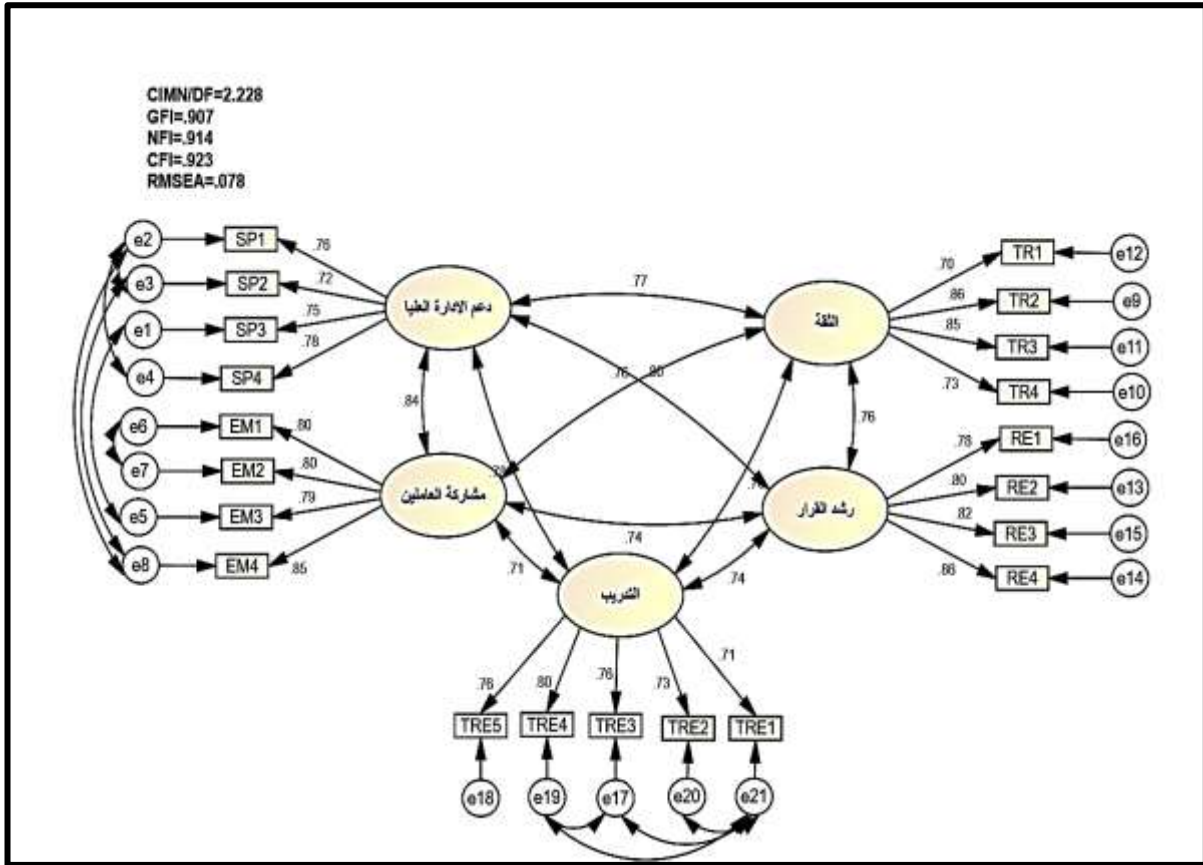 CIMN/DF=2.228
GFI=.907
NFI=.914
CFI=.923
RMSEA=.078
e2 SP1 .76
e3 SP2 .72
e1 SP3 .75
e4 SP4 .78
دعم الادارة العليا
.77
الثقة
.70 TR1 e12
.86 TR2 e9
.85 TR3 e11
.73 TR4 e10
.84
.76
.80
.76
e6 EM1 .80
e7 EM2 .80
e5 EM3 .79
e8 EM4 .85
مشاركة العاملين
رشد القرار
.78 RE1 e16
.80 RE2 e13
.82 RE3 e15
.86 RE4 e14
.74
.71
.74
التدريب
.76
.80
.76
.73
.71
TRE5 TRE4 TRE3 TRE2 TRE1
e18 e19 e17 e20 e21